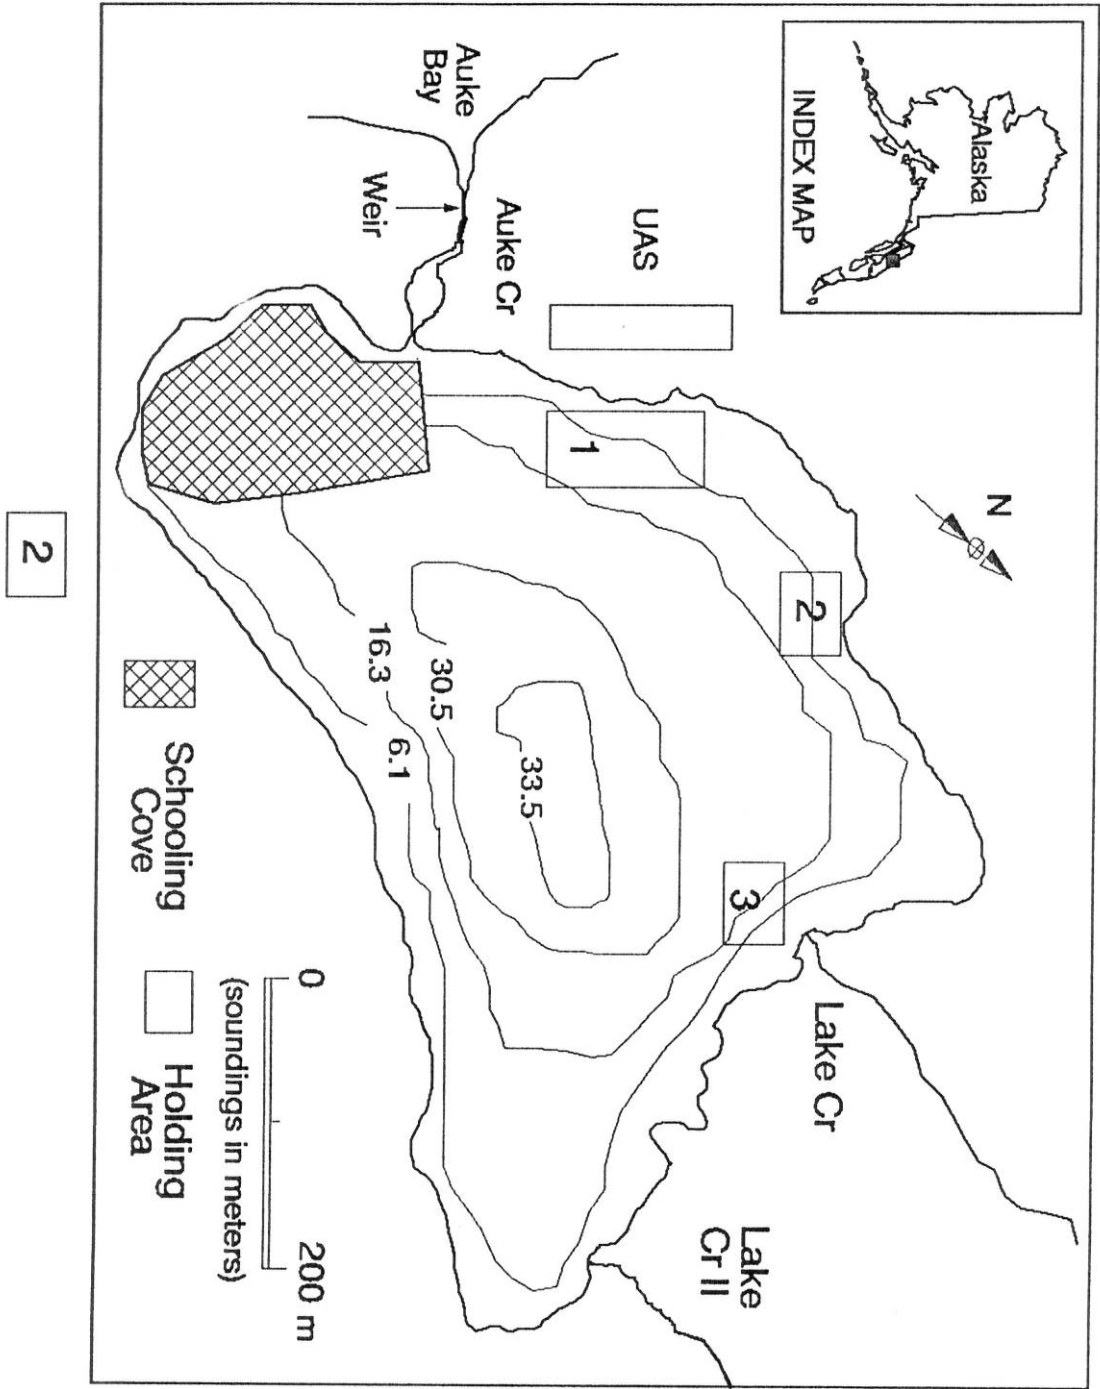 Alaska
INDEX MAP
N
UAS
Auke
Bay
Weir
Auke Cr
1
2
3
Lake Cr
Lake
Cr II
16.3
30.5
6.1
33.5
Schooling
Cove
Holding
Area
0
200 m
(soundings in meters)
2